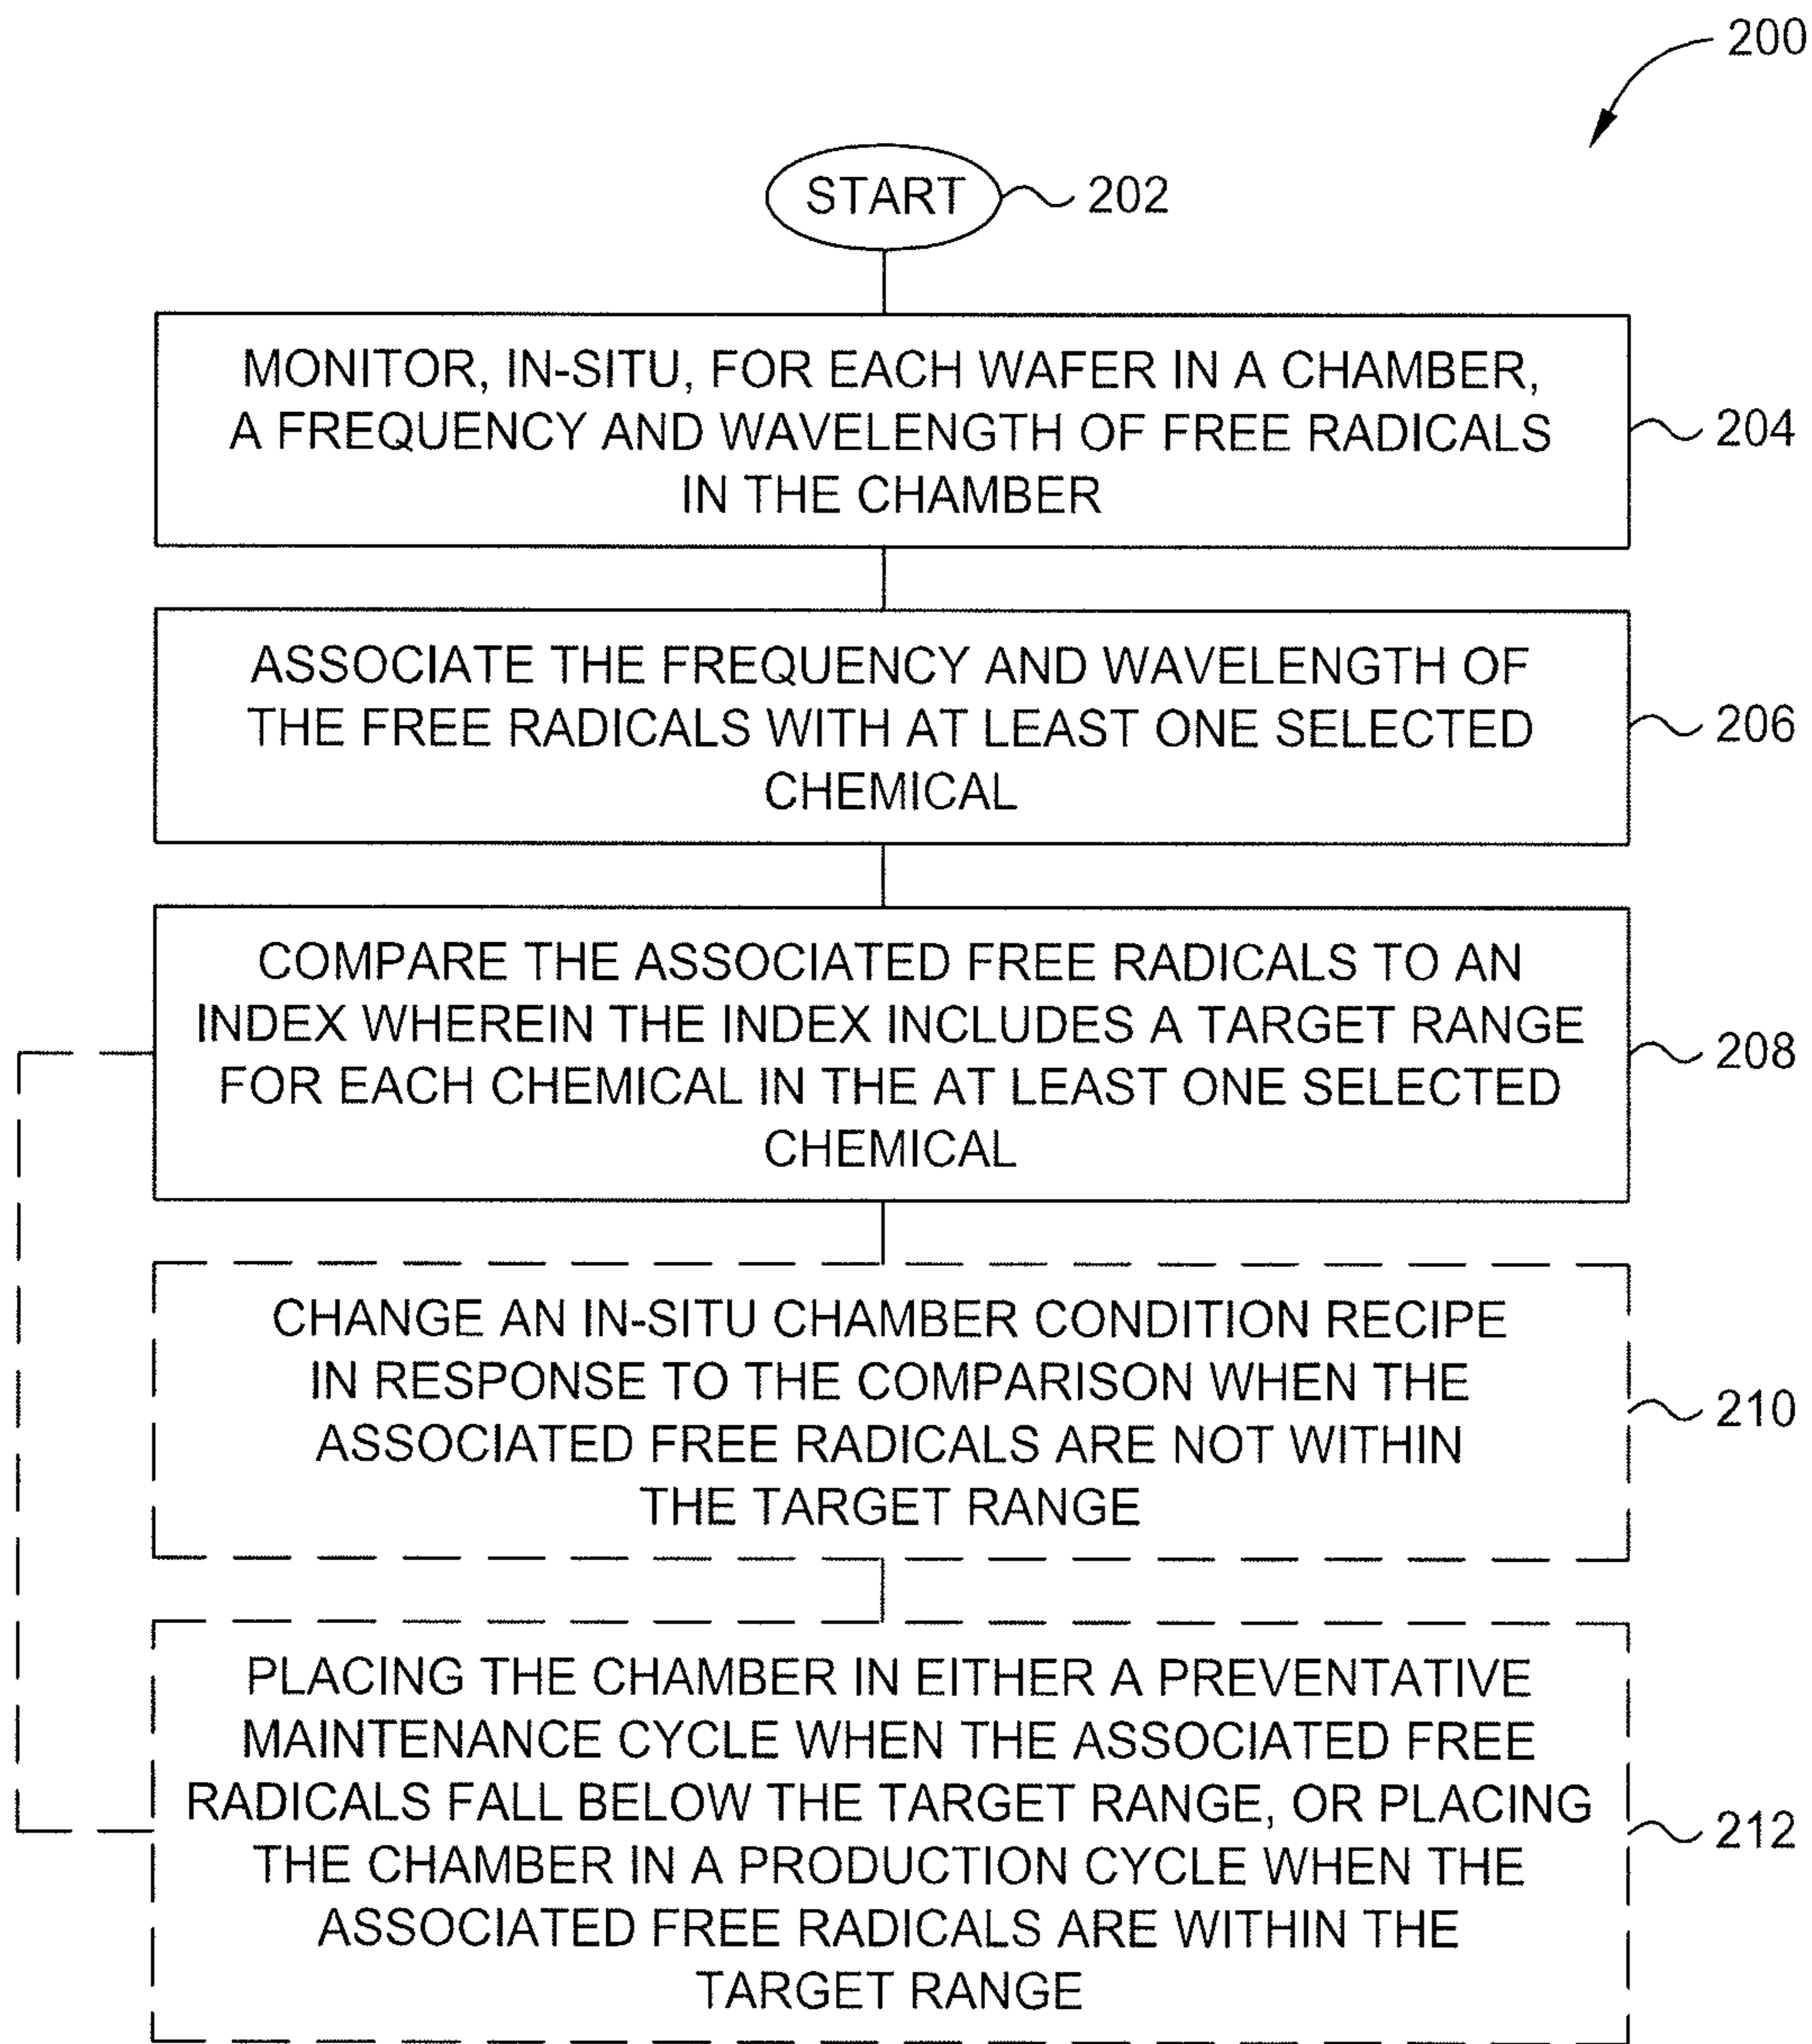 200
START
202
MONITOR, IN-SITU, FOR EACH WAFER IN A CHAMBER,
A FREQUENCY AND WAVELENGTH OF FREE RADICALS
IN THE CHAMBER
204
ASSOCIATE THE FREQUENCY AND WAVELENGTH OF
THE FREE RADICALS WITH AT LEAST ONE SELECTED
CHEMICAL
206
COMPARE THE ASSOCIATED FREE RADICALS TO AN
INDEX WHEREIN THE INDEX INCLUDES A TARGET RANGE
FOR EACH CHEMICAL IN THE AT LEAST ONE SELECTED
CHEMICAL
208
CHANGE AN IN-SITU CHAMBER CONDITION RECIPE
IN RESPONSE TO THE COMPARISON WHEN THE
ASSOCIATED FREE RADICALS ARE NOT WITHIN
THE TARGET RANGE
210
PLACING THE CHAMBER IN EITHER A PREVENTATIVE
MAINTENANCE CYCLE WHEN THE ASSOCIATED FREE
RADICALS FALL BELOW THE TARGET RANGE, OR PLACING
THE CHAMBER IN A PRODUCTION CYCLE WHEN THE
ASSOCIATED FREE RADICALS ARE WITHIN THE
TARGET RANGE
212